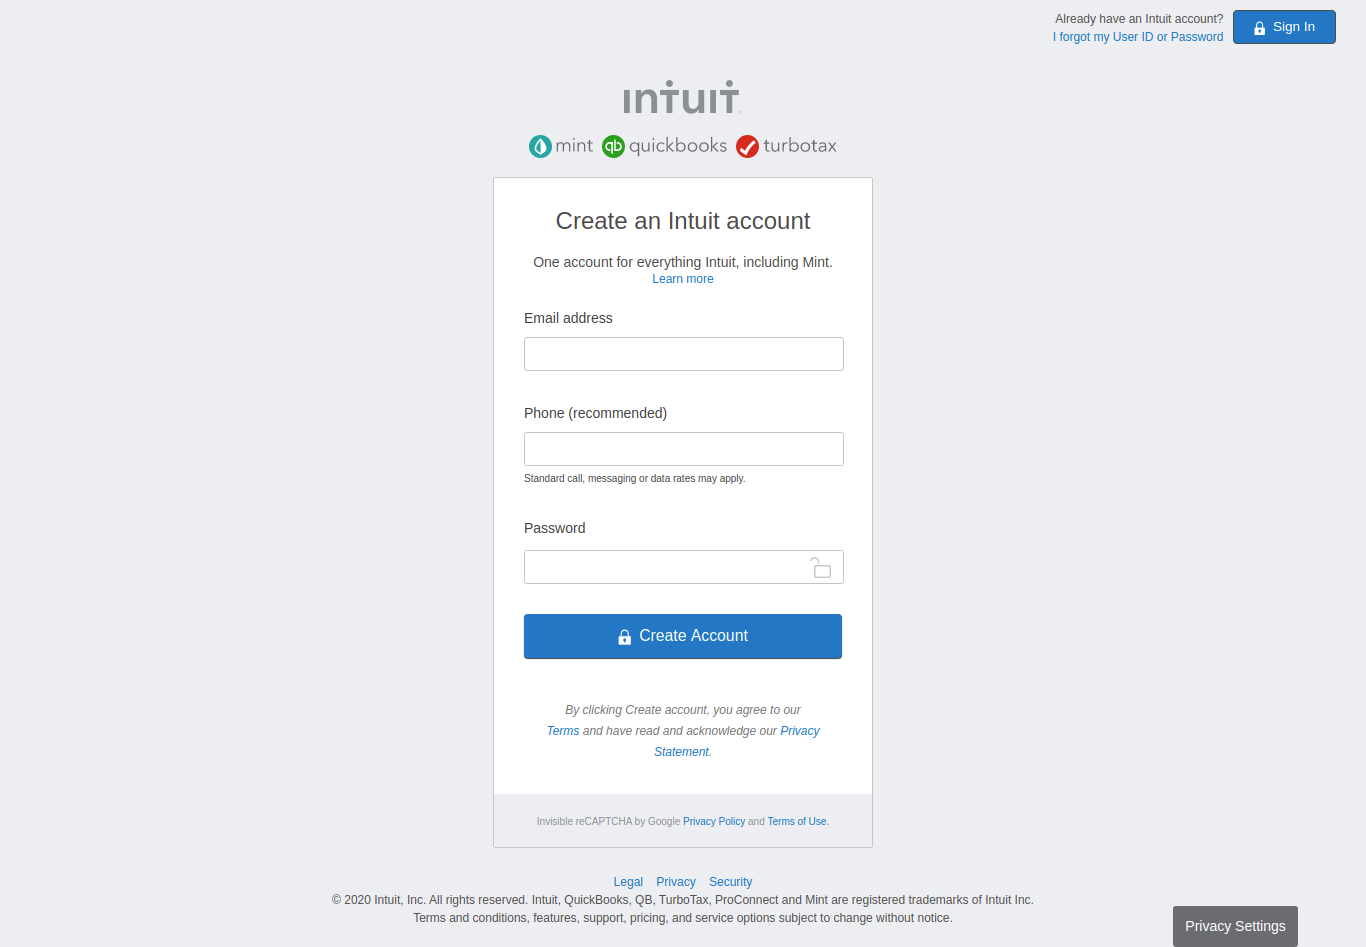 Already have an Intuit account?
I forgot my User ID or Password
Sign In
intuit
mint quickbooks turbotax
Create an Intuit account
One account for everything Intuit, including Mint.
Learn more
Email address
Phone (recommended)
Standard call, messaging or data rates may apply.
Password
Create Account
By clicking Create account, you agree to our
Terms and have read and acknowledge our Privacy
Statement.
Invisible reCAPTCHA by Google Privacy Policy and Terms of Use.
Legal Privacy Security
© 2020 Intuit, Inc. All rights reserved. Intuit, QuickBooks, QB, TurboTax, ProConnect and Mint are registered trademarks of Intuit Inc.
Terms and conditions, features, support, pricing, and service options subject to change without notice.
Privacy Settings